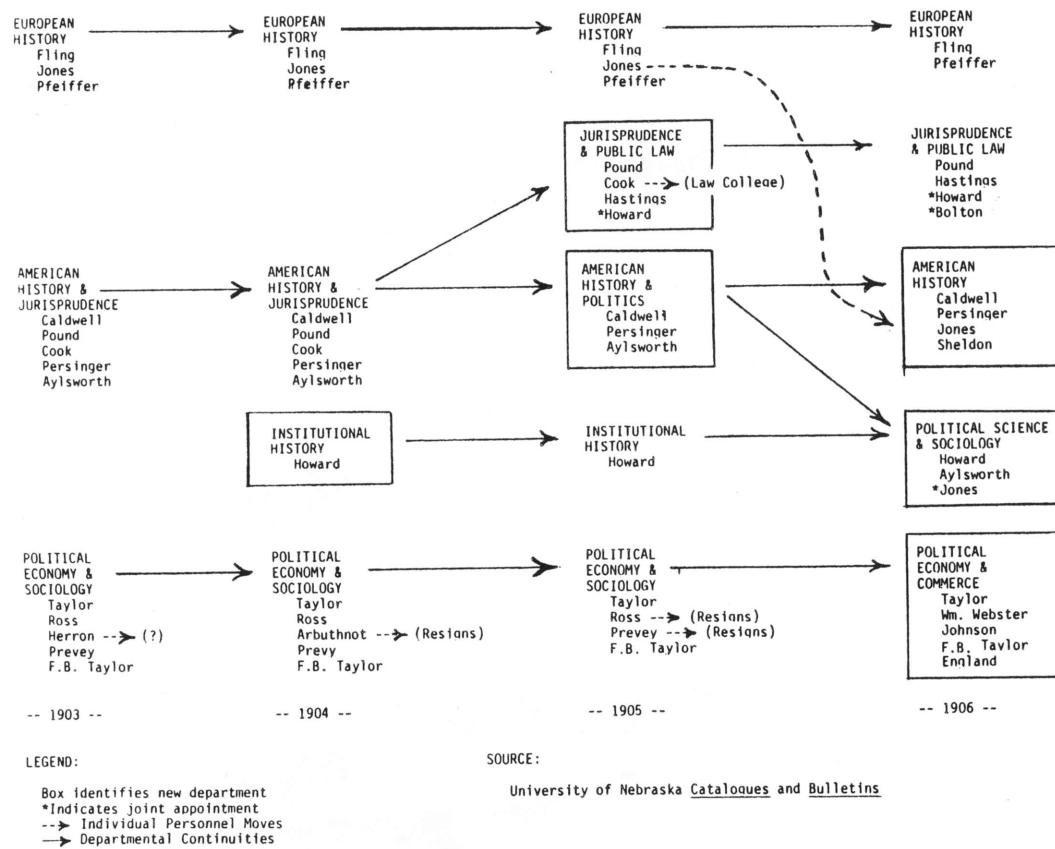 EUROPEAN
HISTORY
Fling
Jones
Pfeiffer
EUROPEAN
HISTORY
Fling
Jones
Pfeiffer
EUROPEAN
HISTORY
Fling
Jones
Pfeiffer
EUROPEAN
HISTORY
Fling
Pfeiffer
JURISPRUDENCE
& PUBLIC LAW
Pound
Cook --> (Law College)
Hastings
*Howard
JURISPRUDENCE
& PUBLIC LAW
Pound
Hastings
*Howard
*Bolton
AMERICAN
HISTORY &
JURISPRUDENCE
Caldwell
Pound
Cook
Persinger
Aylsworth
AMERICAN
HISTORY &
JURISPRUDENCE
Caldwell
Pound
Cook
Persinger
Aylsworth
AMERICAN
HISTORY &
POLITICS
Caldwell
Persinger
Aylsworth
AMERICAN
HISTORY
Caldwell
Persinger
Jones
Sheldon
INSTITUTIONAL
HISTORY
Howard
INSTITUTIONAL
HISTORY
Howard
POLITICAL SCIENCE
& SOCIOLOGY
Howard
Aylsworth
*Jones
POLITICAL
ECONOMY &
SOCIOLOGY
Taylor
Ross
Herron --> (?)
Prevey
F.B. Taylor
POLITICAL
ECONOMY &
SOCIOLOGY
Taylor
Ross
Arbuthnot --> (Resigns)
Prevy
F.B. Taylor
POLITICAL
ECONOMY &
SOCIOLOGY
Taylor
Ross --> (Resigns)
Prevey --> (Resigns)
F.B. Taylor
POLITICAL
ECONOMY &
COMMERCE
Taylor
Wm. Webster
Johnson
F.B. Taylor
England
-- 1903 --
-- 1904 --
-- 1905 --
-- 1906 --
LEGEND:
Box identifies new department
*Indicates joint appointment
--> Individual Personnel Moves
—> Departmental Continuities
SOURCE:
University of Nebraska Catalogues and Bulletins